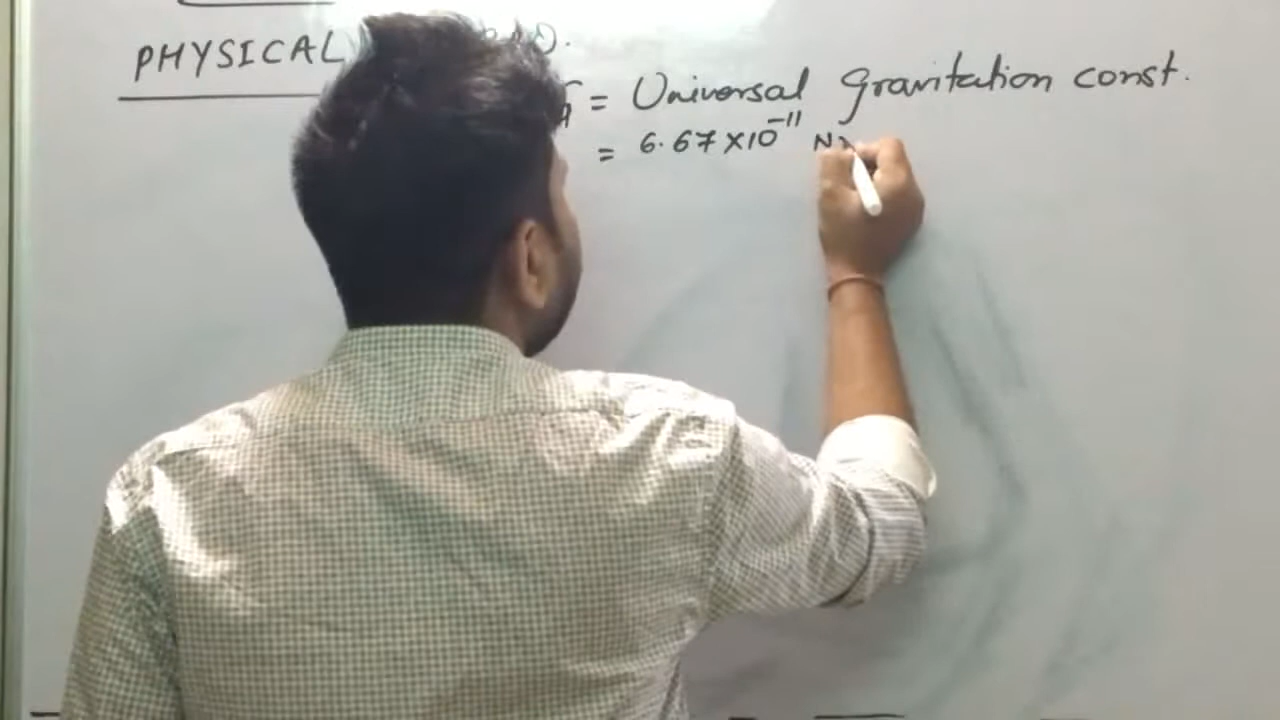 PHYSICAL
G = Universal Gravitation const.
= 6.67 × 10⁻¹¹ N